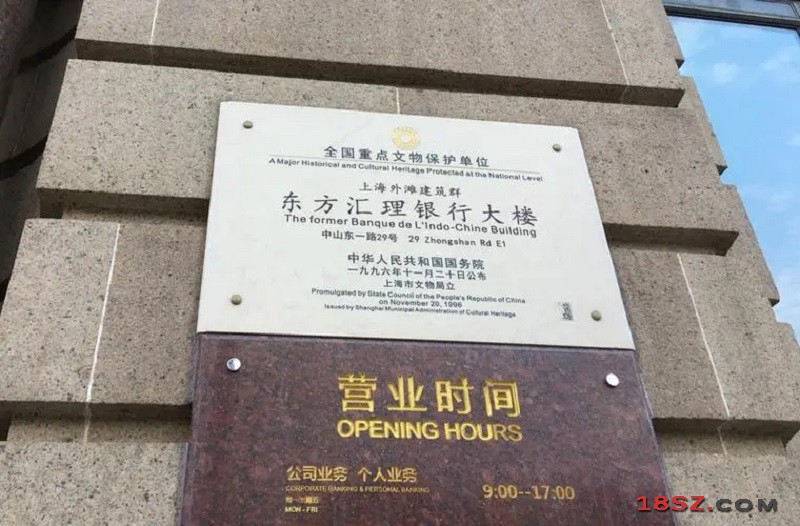 全国重点文物保护单位
A Major Historical and Cultural Heritage Protected at the National Level
上海外滩建筑群
东方汇理银行大楼
The former Banque de L'Indo-Chine Building
中山东一路29号 29 Zhongshan Rd E1
中华人民共和国国务院
一九九六年十一月二十日公布
上海市文物局立
Promulgated by State Council of the People's Republic of China
on November 20, 1996
Issued by Shanghai Municipal Administration of Cultural Heritage
营业时间
OPENING HOURS
公司业务 个人业务
CORPORATE BANKING & PERSONAL BANKING
9:00--17:00
周一至周五
MON - FRI
18SZ.COM